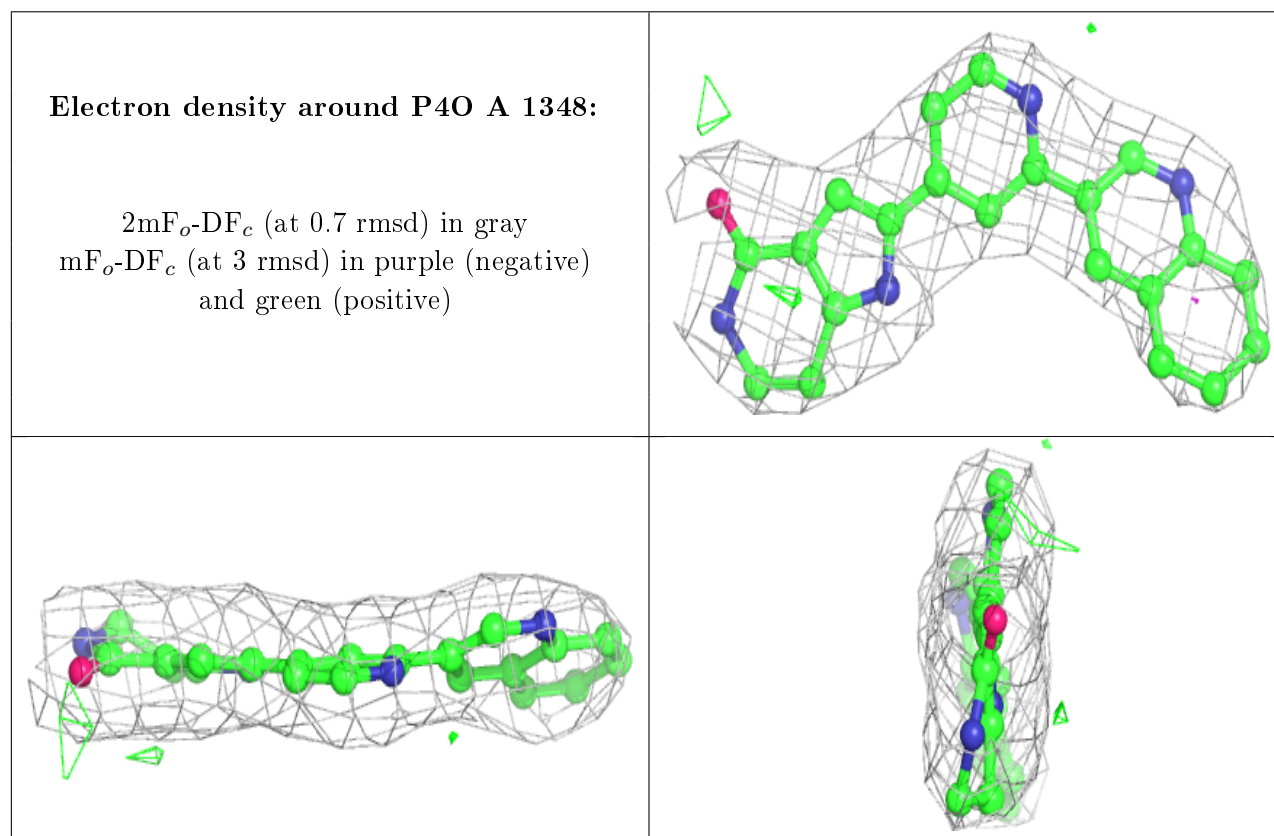 Electron density around P4O A 1348:
2mFo-DFc (at 0.7 rmsd) in gray
mFo-DFc (at 3 rmsd) in purple (negative)
and green (positive)